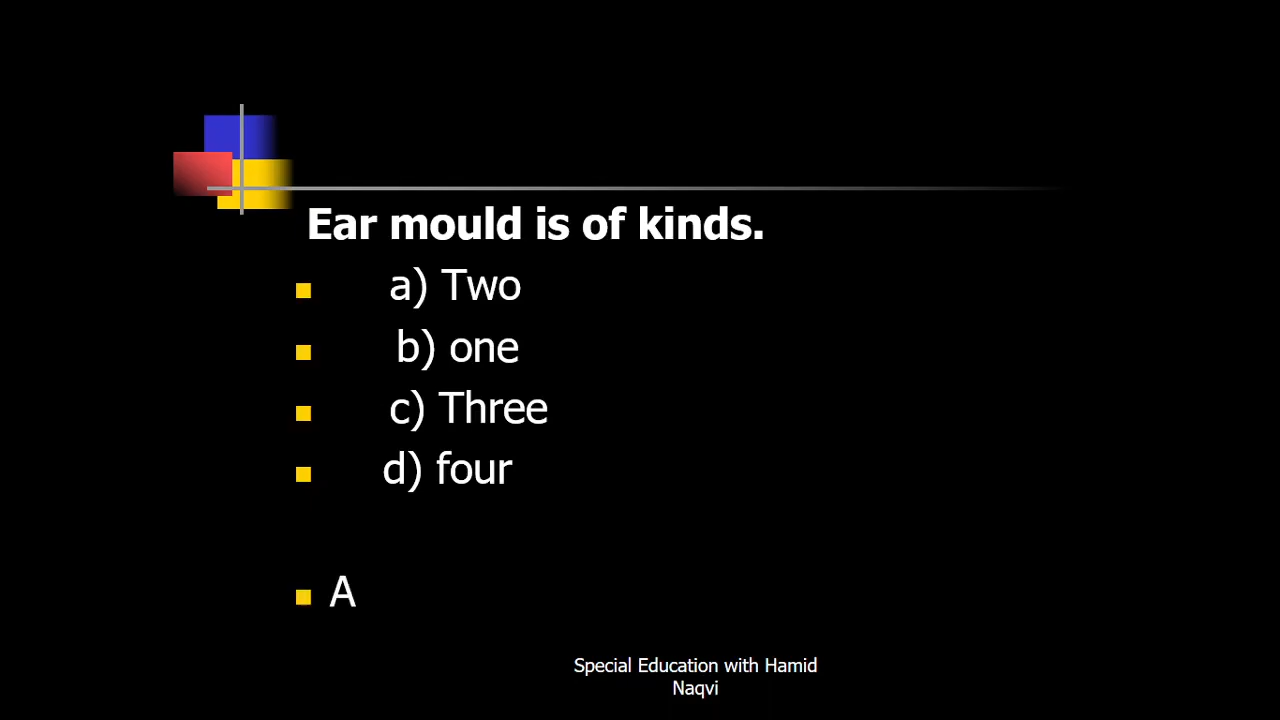 Ear mould is of kinds.
a) Two
b) one
c) Three
d) four
A
Special Education with Hamid
Naqvi